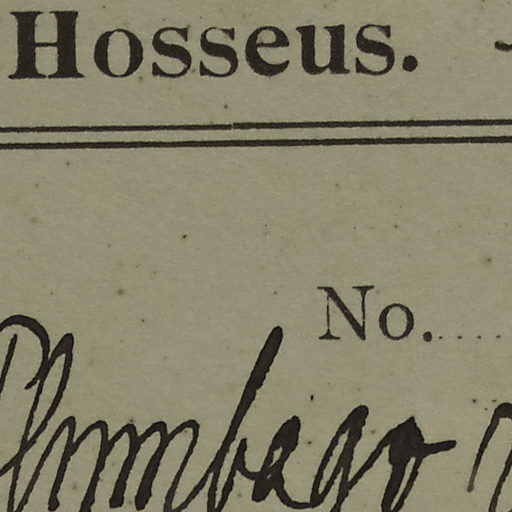 Hosseus.
No. ......
Plumbago